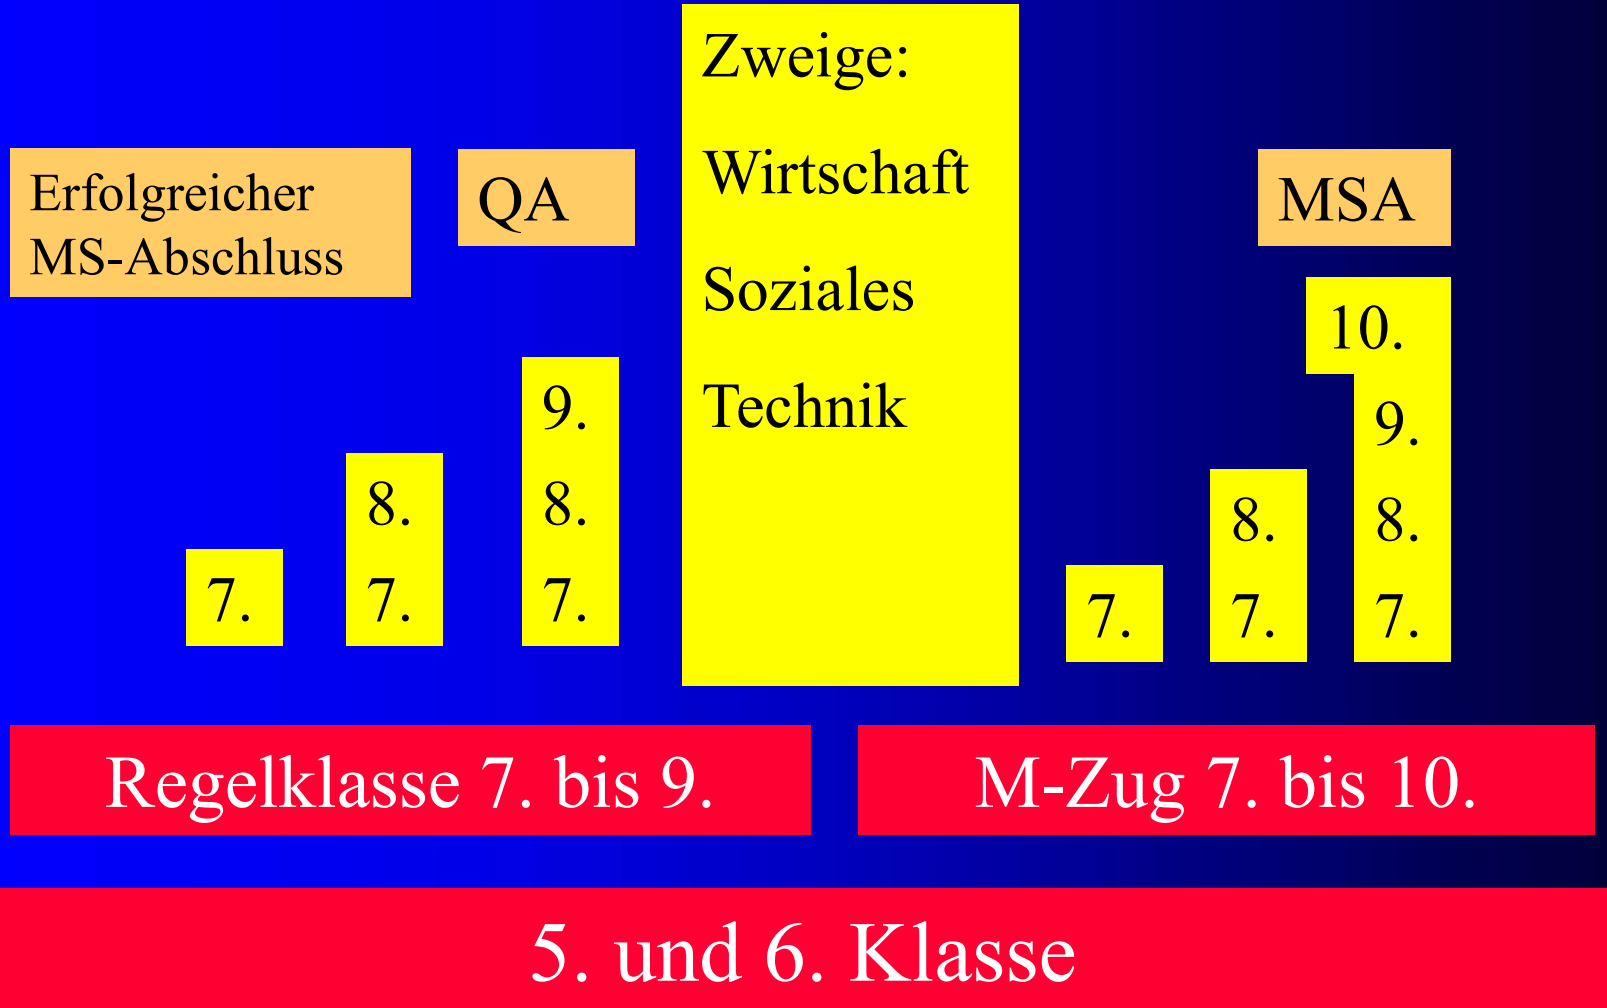 Zweige:
Wirtschaft
Soziales
Technik
Erfolgreicher
MS-Abschluss
QA
MSA
7.
8.
7.
9.
8.
7.
7.
8.
7.
10.
9.
8.
7.
Regelklasse 7. bis 9.
M-Zug 7. bis 10.
5. und 6. Klasse